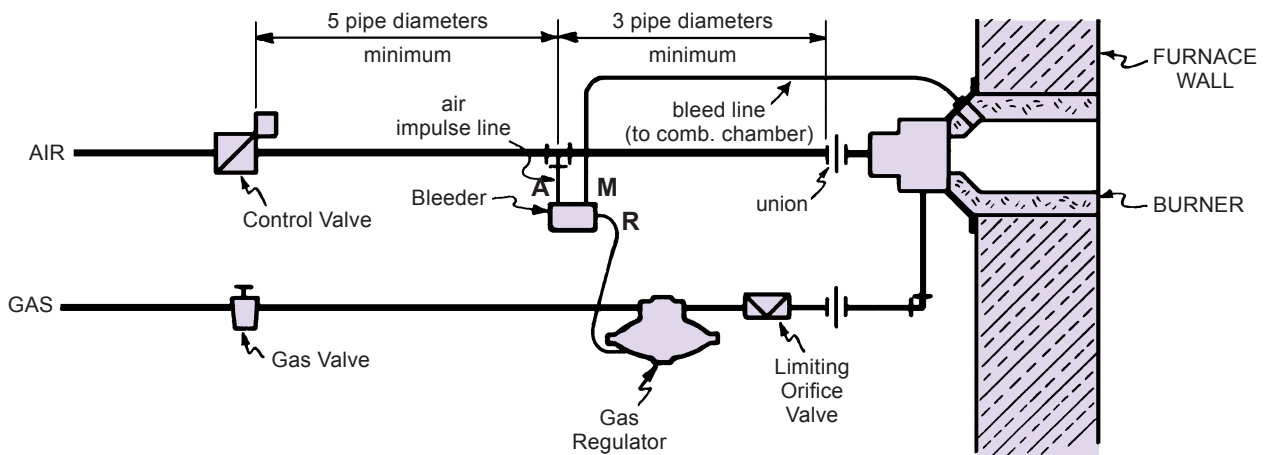 5 pipe diameters
minimum
3 pipe diameters
minimum
FURNACE
WALL
air
impulse line
bleed line
(to comb. chamber)
AIR
A
M
Bleeder
R
Control Valve
union
BURNER
GAS
Gas Valve
Limiting
Orifice
Valve
Gas
Regulator